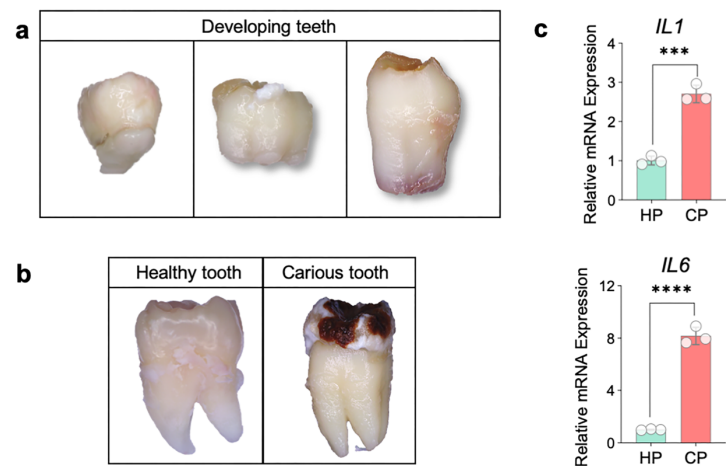 a
Developing teeth
b
Healthy tooth
Carious tooth
c
IL1
Relative mRNA Expression
4
3
2
1
0
***
HP
CP
IL6
Relative mRNA Expression
12
8
4
0
****
HP
CP